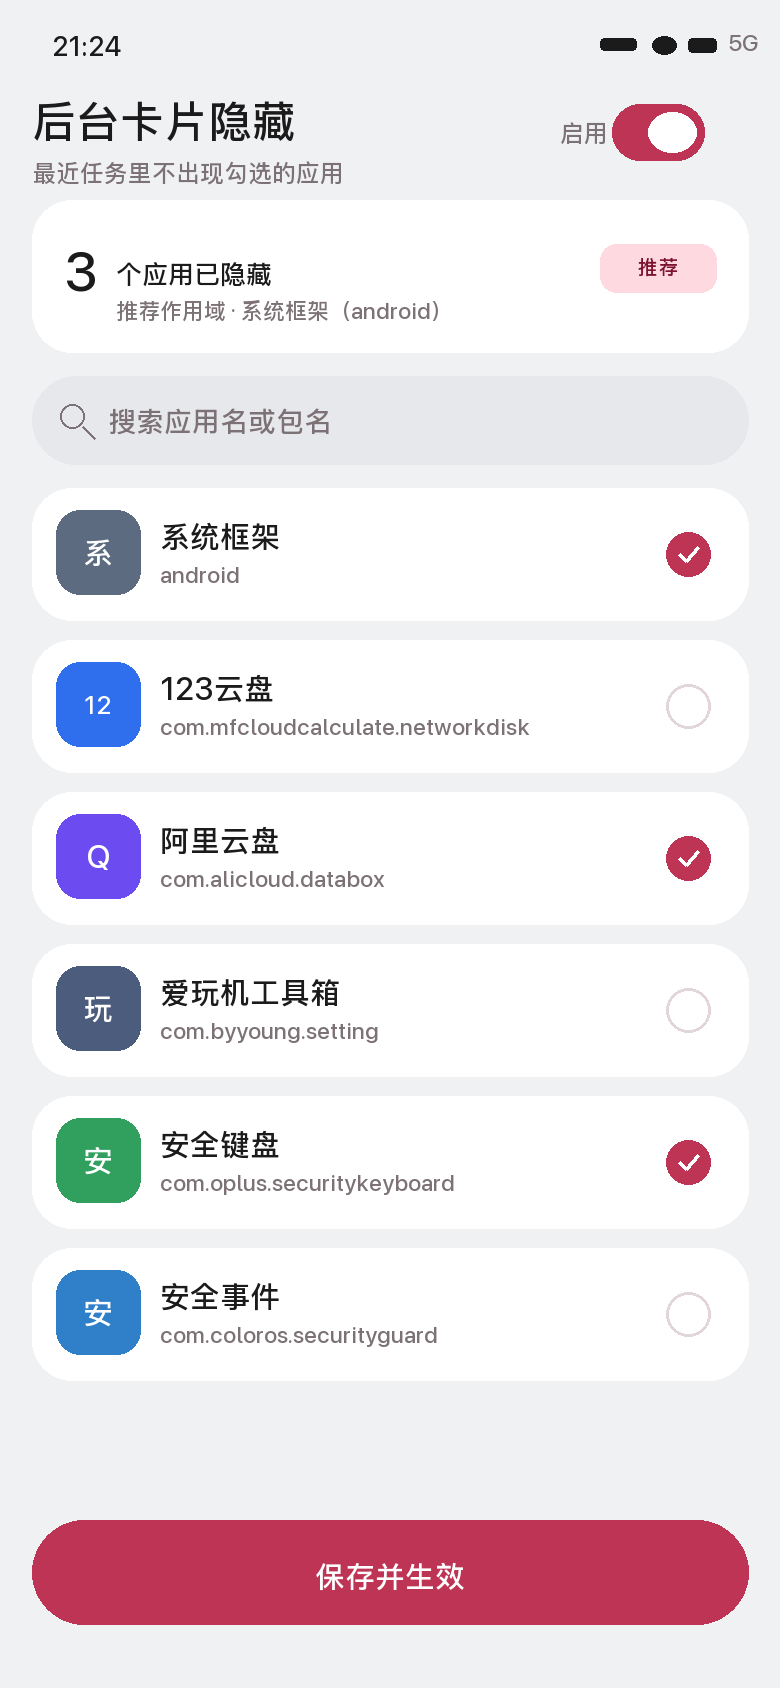 21:24
5G
后台卡片隐藏
启用
最近任务里不出现勾选的应用
3 个应用已隐藏
推荐
推荐作用域 · 系统框架（android）
搜索应用名或包名
系
系统框架
android
12
123云盘
com.mfcloudcalculate.networkdisk
Q
阿里云盘
com.alicloud.databox
玩
爱玩机工具箱
com.byyoung.setting
安
安全键盘
com.oplus.securitykeyboard
安
安全事件
com.coloros.securityguard
保存并生效